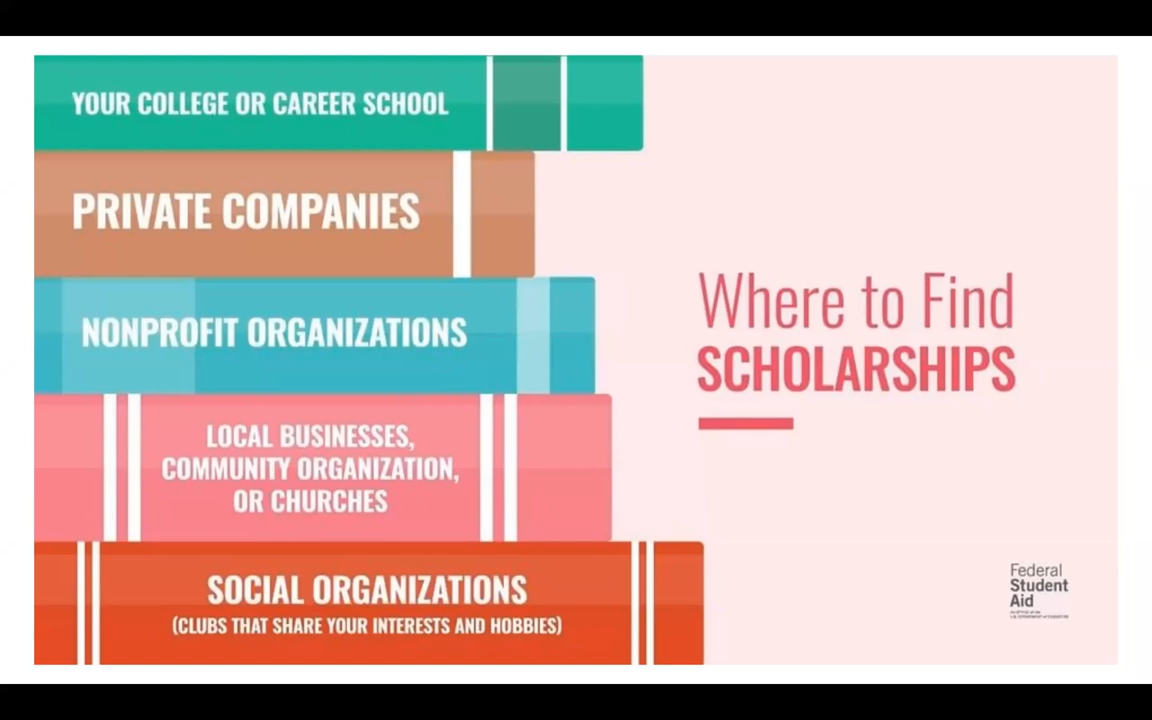 YOUR COLLEGE OR CAREER SCHOOL
PRIVATE COMPANIES
NONPROFIT ORGANIZATIONS
LOCAL BUSINESSES,
COMMUNITY ORGANIZATION,
OR CHURCHES
SOCIAL ORGANIZATIONS
(CLUBS THAT SHARE YOUR INTERESTS AND HOBBIES)
Where to Find
SCHOLARSHIPS
Federal
Student
Aid